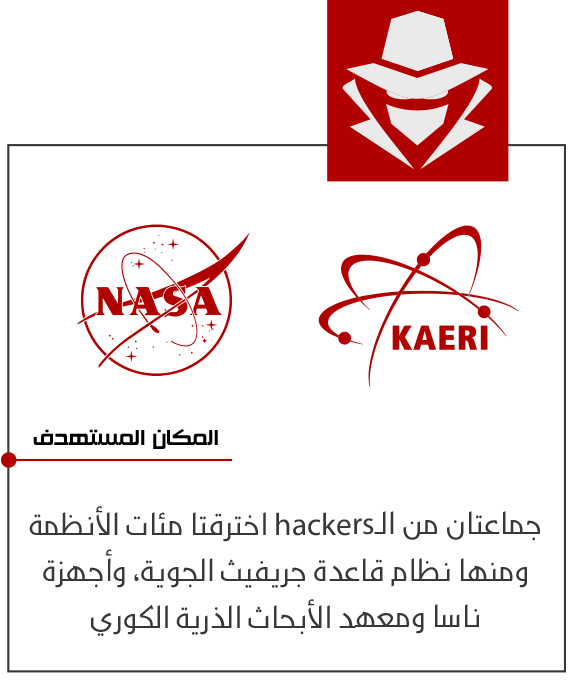 NASA
KAERI
المكان المستهدف
جماعتان من الـhackers اخترقتا مئات الأنظمة
ومنها نظام قاعدة جريفيث الجوية، وأجهزة
ناسا ومعهد الأبحاث الذرية الكوري